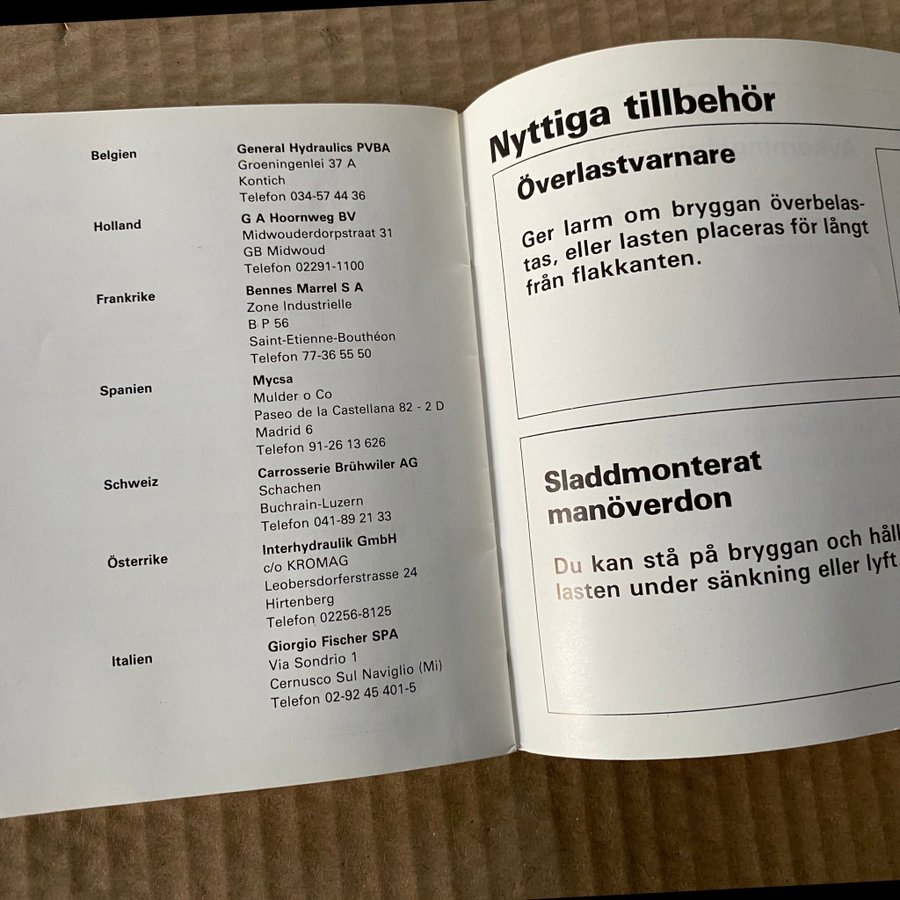 Belgien
General Hydraulics PVBA
Groeningenlei 37 A
Kontich
Telefon 034-57 44 36
Holland
G A Hoornweg BV
Midwouderdorpstraat 31
GB Midwoud
Telefon 02291-1100
Frankrike
Bennes Marrel S A
Zone Industrielle
B P 56
Saint-Etienne-Bouthéon
Telefon 77-36 55 50
Spanien
Mycsa
Mulder o Co
Paseo de la Castellana 82 - 2 D
Madrid 6
Telefon 91-26 13 626
Schweiz
Carrosserie Brühwiler AG
Schachen
Buchrain-Luzern
Telefon 041-89 21 33
Österrike
Interhydraulik GmbH
c/o KROMAG
Leobersdorferstrasse 24
Hirtenberg
Telefon 02256-8125
Italien
Giorgio Fischer SPA
Via Sondrio 1
Cernusco Sul Naviglio (Mi)
Telefon 02-92 45 401-5
Nyttiga tillbehör
Överlastvarnare
Ger larm om bryggan överbelas-
tas, eller lasten placeras för långt
från flakkanten.
Sladdmonterat
manöverdon
Du kan stå på bryggan och håll
lasten under sänkning eller lyft.